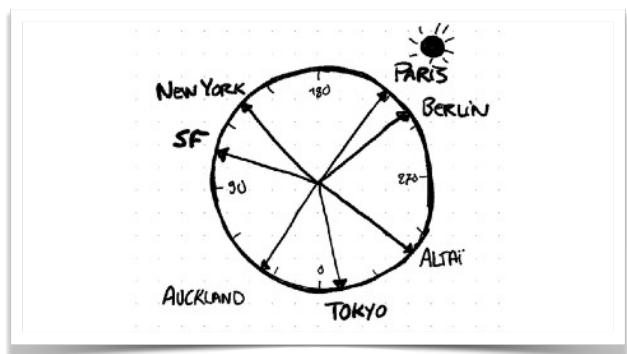 PARIS
NEW YORK
180
BERLIN
SF
90
270
ALTAÏ
0
AUCKLAND
TOKYO